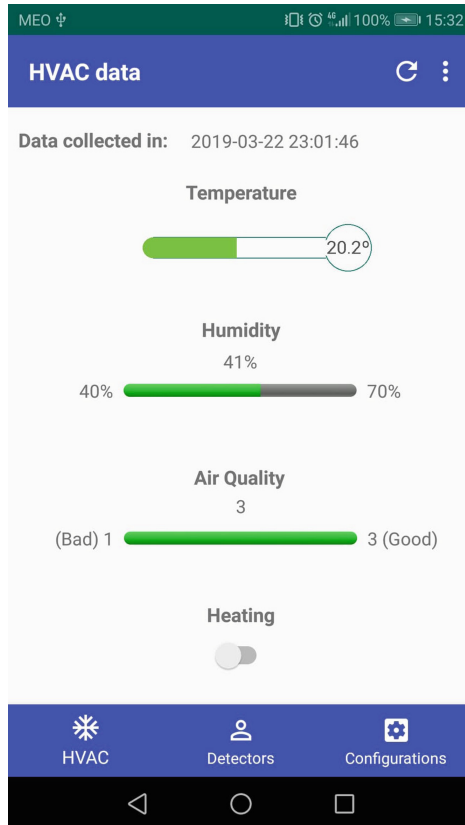 MEO 4G 100% 15:32
HVAC data
Data collected in: 2019-03-22 23:01:46
Temperature
20.2º
Humidity
41%
40% 70%
Air Quality
3
(Bad) 1 3 (Good)
Heating
HVAC Detectors Configurations